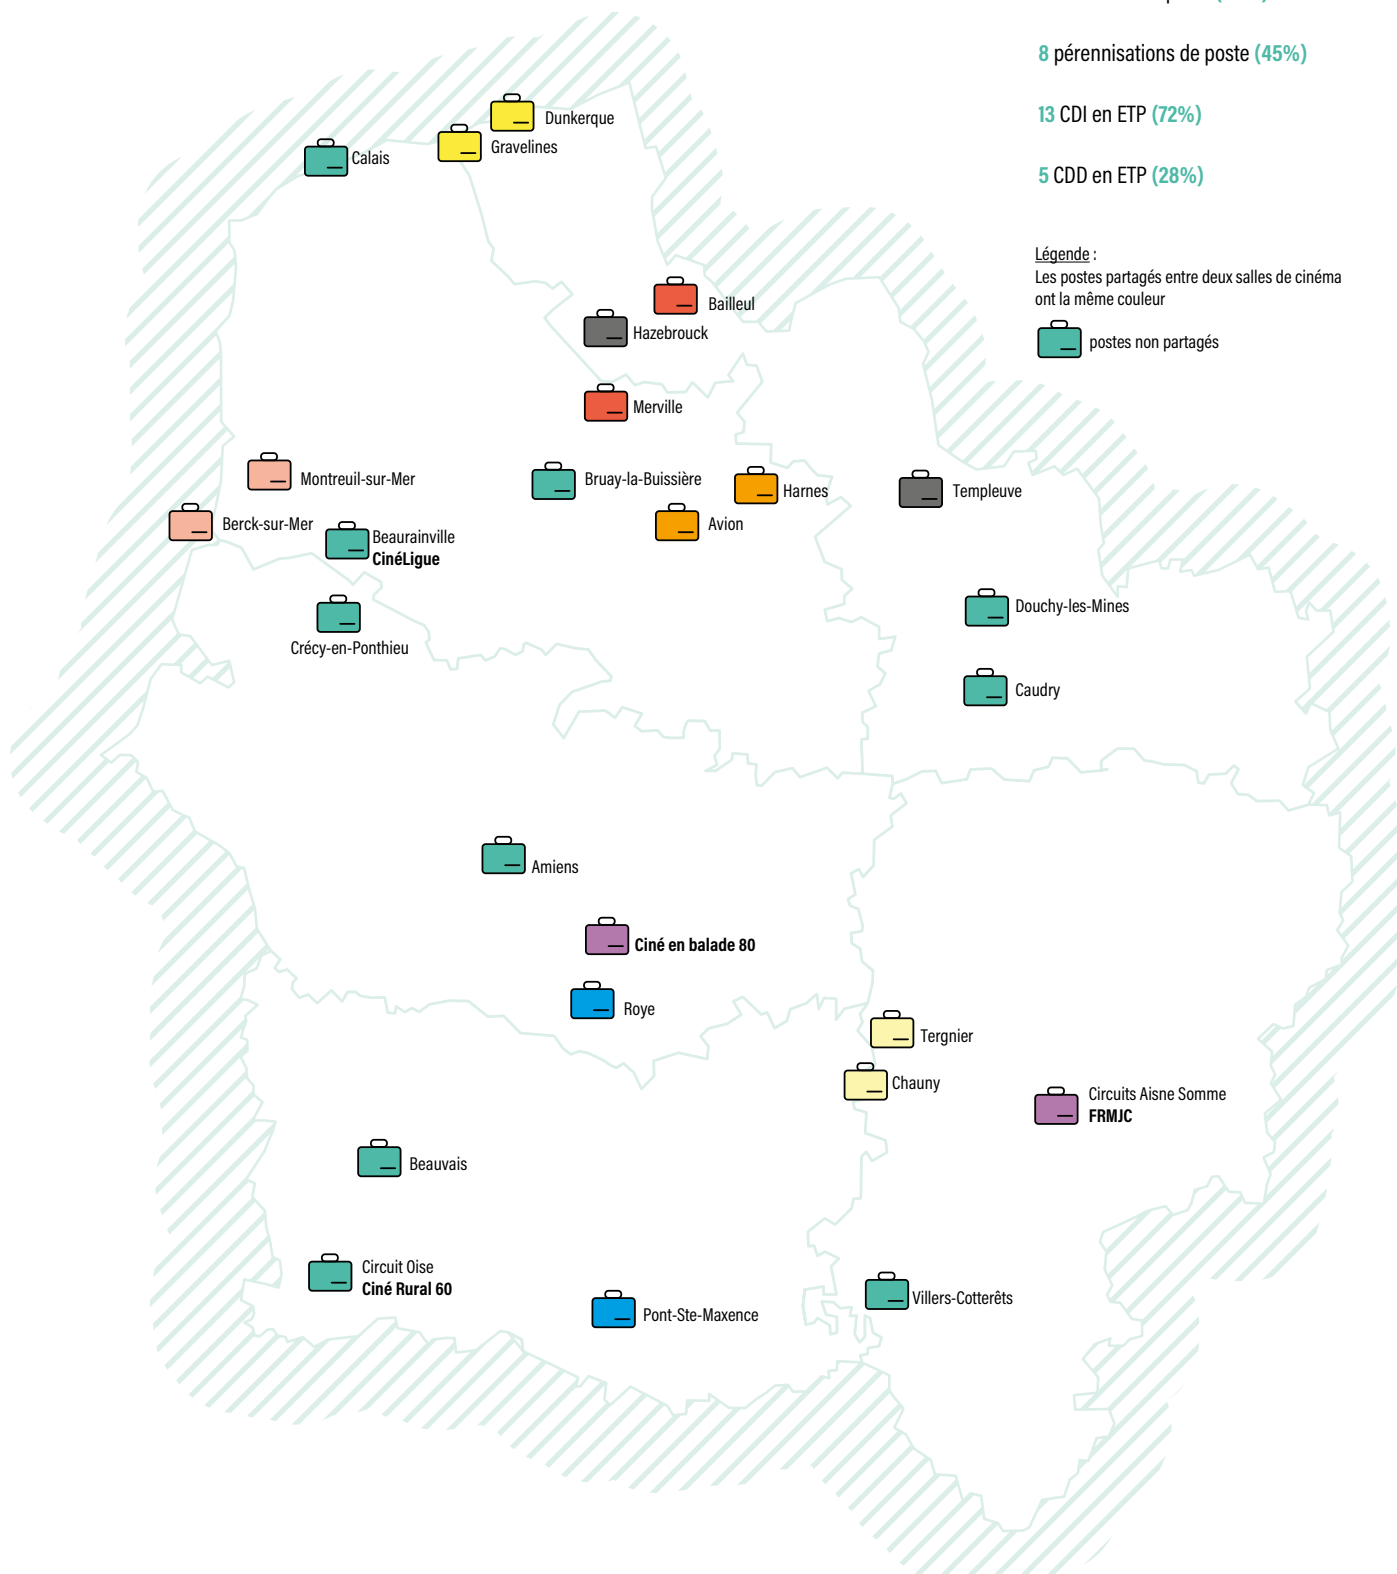 8 pérennisations de poste (45%)
13 CDI en ETP (72%)
5 CDD en ETP (28%)
Légende :
Les postes partagés entre deux salles de cinéma
ont la même couleur
postes non partagés
Dunkerque
Gravelines
Calais
Bailleul
Hazebrouck
Merville
Montreuil-sur-Mer
Bruay-la-Buissière
Harnes
Templeuve
Berck-sur-Mer
Avion
Beaurainville
CinéLigue
Douchy-les-Mines
Crécy-en-Ponthieu
Caudry
Amiens
Ciné en balade 80
Roye
Tergnier
Chauny
Circuits Aisne Somme
FRMJC
Beauvais
Circuit Oise
Ciné Rural 60
Villers-Cotterêts
Pont-Ste-Maxence